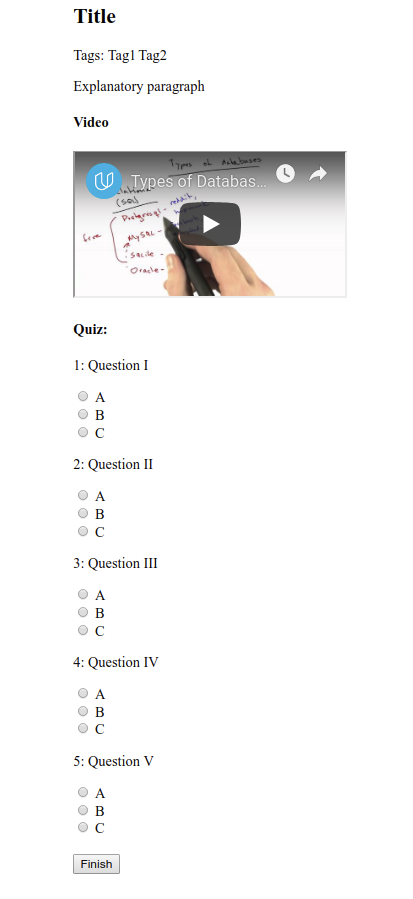 Title
Tags: Tag1 Tag2
Explanatory paragraph
Video
Types of databases
Types of Databas...
(SQL)
reddit,
Postgresql -
free
MySQL -
Sqlite -
Oracle -
Quiz:
1: Question I
A
B
C
2: Question II
A
B
C
3: Question III
A
B
C
4: Question IV
A
B
C
5: Question V
A
B
C
Finish